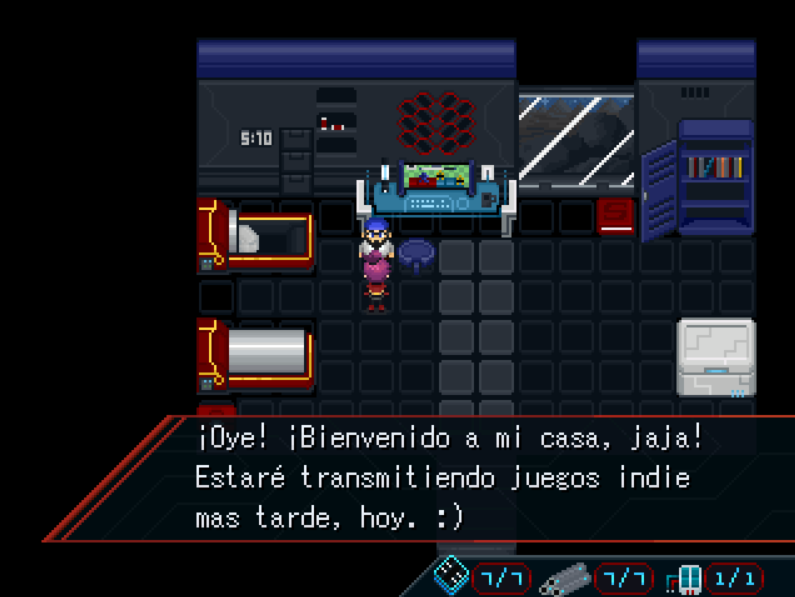 5:10
S
¡Oye! ¡Bienvenido a mi casa, jaja!
Estaré transmitiendo juegos indie
mas tarde, hoy. :)
7/7 7/7 1/1